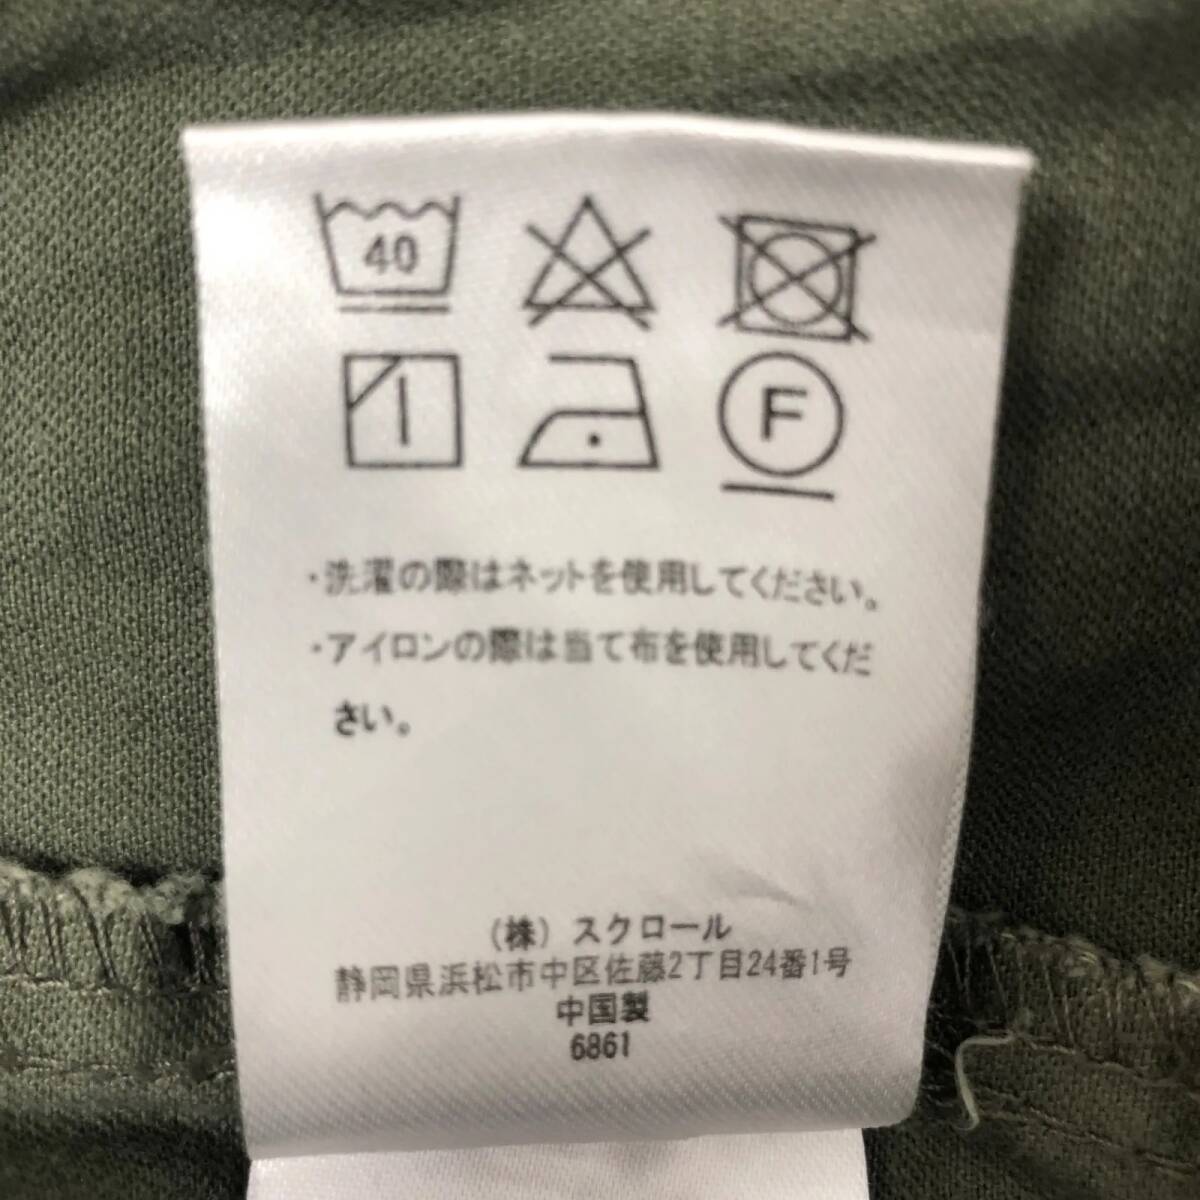 40
F
・洗濯の際はネットを使用してください。
・アイロンの際は当て布を使用してくだ
さい。
(株) スクロール
静岡県浜松市中区佐藤2丁目24番1号
中国製
6861